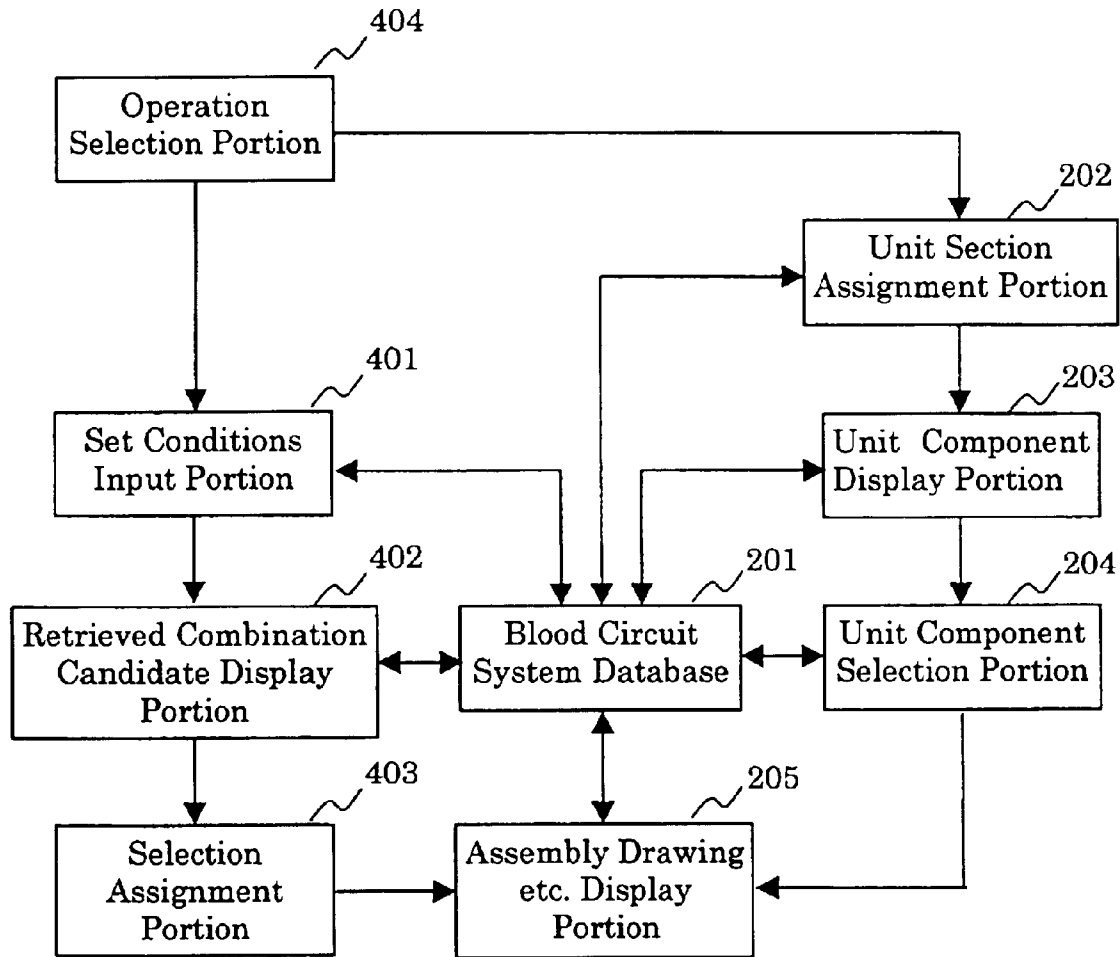 404
Operation
Selection Portion
202
Unit Section
Assignment Portion
401
Set Conditions
Input Portion
203
Unit Component
Display Portion
402
Retrieved Combination
Candidate Display
Portion
201
Blood Circuit
System Database
204
Unit Component
Selection Portion
403
Selection
Assignment
Portion
205
Assembly Drawing
etc. Display
Portion